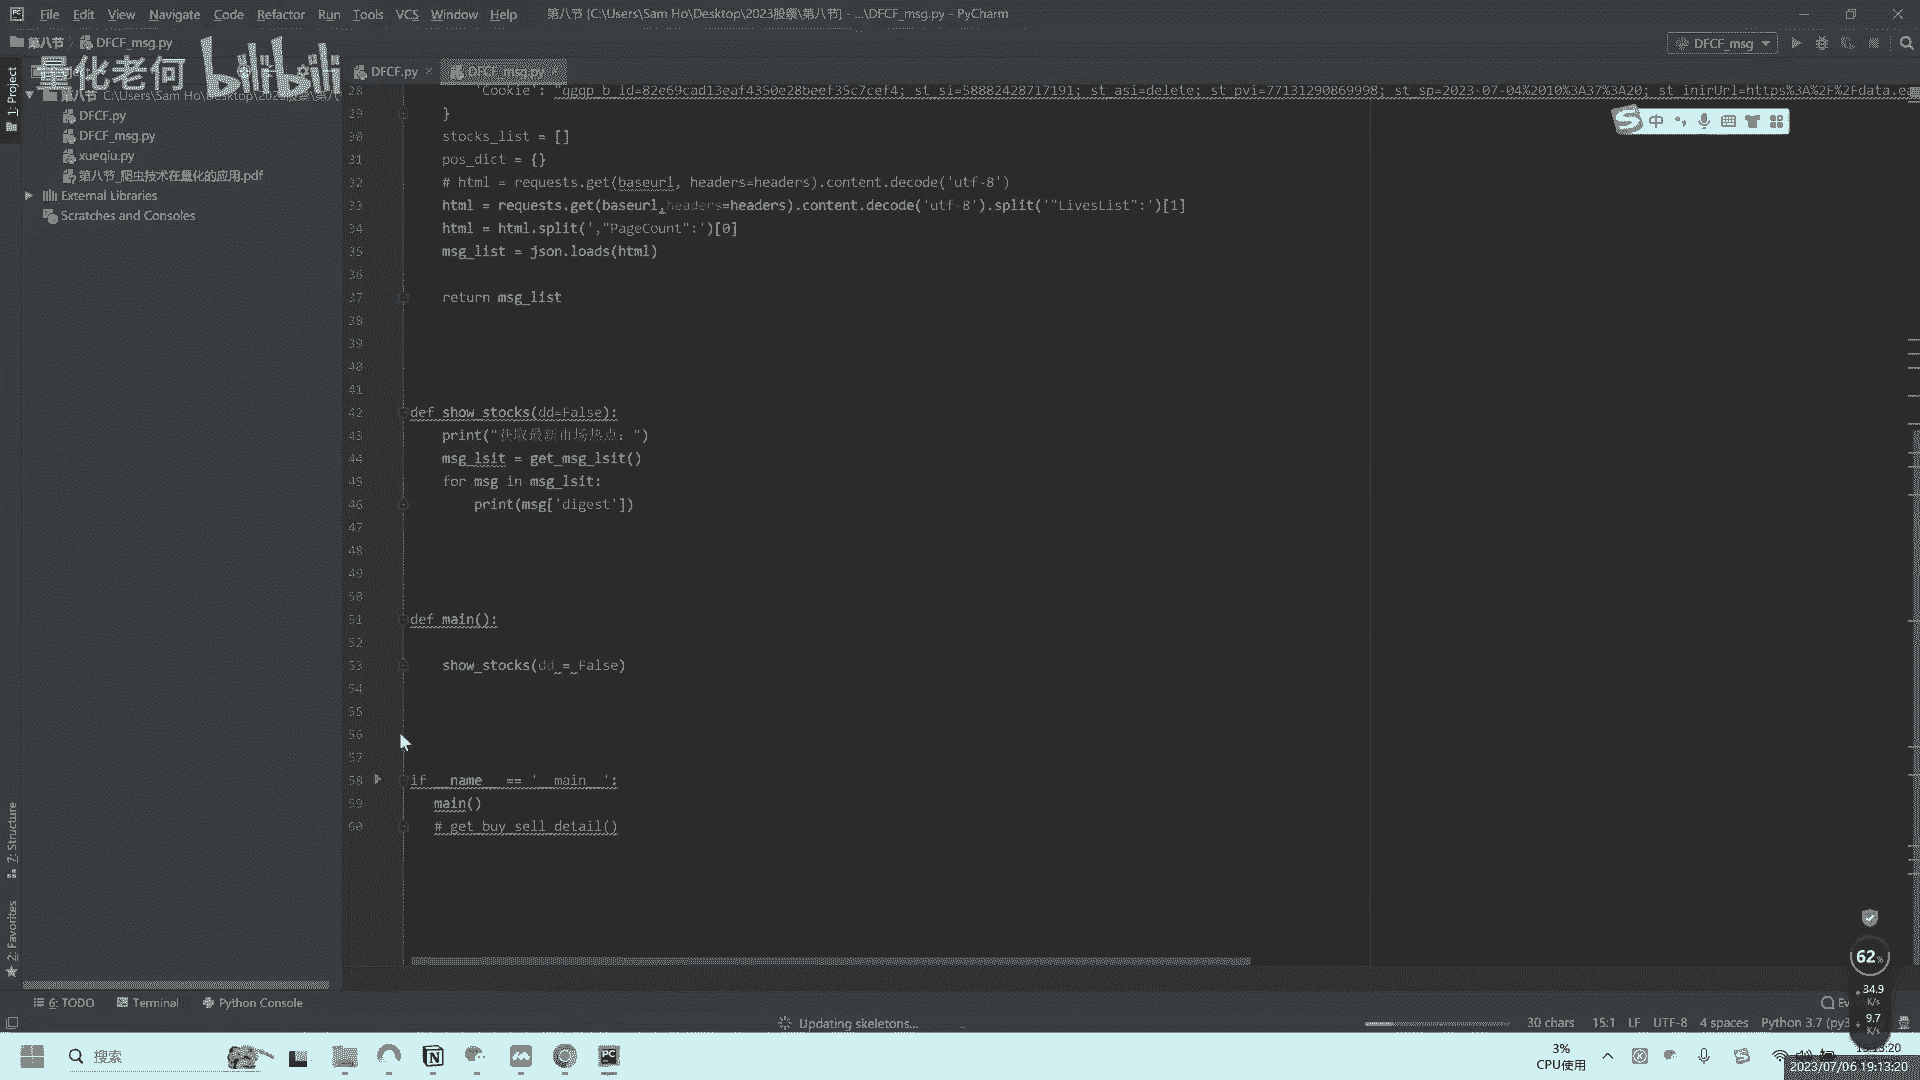 File Edit View Navigate Code Refactor Run Tools VCS Window Help 第八节 [C:\Users\Sam Ho\Desktop\2023股票\第八节] - ...\DFCF_msg.py - PyCharm
第八节 DFCF_msg.py DFCF_msg
量化老何 bilibili
DFCF.py DFCF_msg.py
第八节 C:\Users\Sam Ho\Desktop\2023股票\第八
DFCF.py
DFCF_msg.py
xueqiu.py
第八节_爬虫技术在量化的应用.pdf
External Libraries
Scratches and Consoles
1: Project
7: Structure
2: Favorites
28 'Cookie': "qgqp_b_id=82e69cad13eaf4350e28beef35c7cef4; st_si=58882428717191; st_asi=delete; st_pvi=77131290869998; st_sp=2023-07-04%2010%3A37%3A20; st_inirUrl=https%3A%2F%2Fdata.ea
29 }
30 stocks_list = []
31 pos_dict = {}
32 # html = requests.get(baseurl, headers=headers).content.decode('utf-8')
33 html = requests.get(baseurl,headers=headers).content.decode('utf-8').split('"LivesList":')[1]
34 html = html.split(',"PageCount":')[0]
35 msg_list = json.loads(html)
36
37 return msg_list
38
39
40
41
42 def show_stocks(dd=False):
43 print("获取最新市场热点：")
44 msg_lsit = get_msg_lsit()
45 for msg in msg_lsit:
46 print(msg['digest'])
47
48
49
50
51 def main():
52
53 show_stocks(dd = False)
54
55
56
57
58 if __name__ == '__main__':
59 main()
60 # get_buy_sell_detail()
中
62%
34.9
K/s
9.7
K/s
6: TODO Terminal Python Console Ev
Updating skeletons... 30 chars 15:1 LF UTF-8 4 spaces Python 3.7 (py3
搜索
3%
CPU使用
2023/07/06 19:13:20